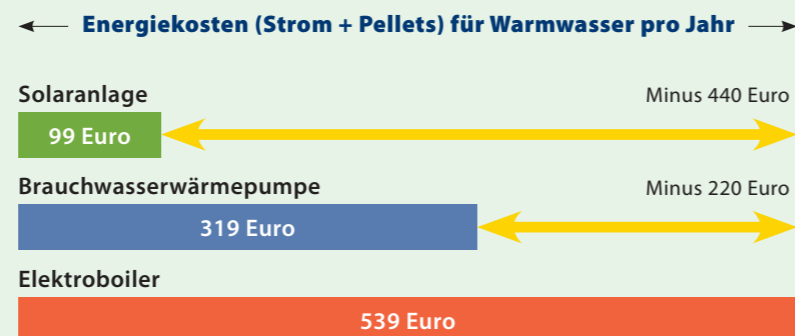 Energiekosten (Strom + Pellets) für Warmwasser pro Jahr
Solaranlage
Minus 440 Euro
99 Euro
Brauchwasserwärmepumpe
Minus 220 Euro
319 Euro
Elektroboiler
539 Euro